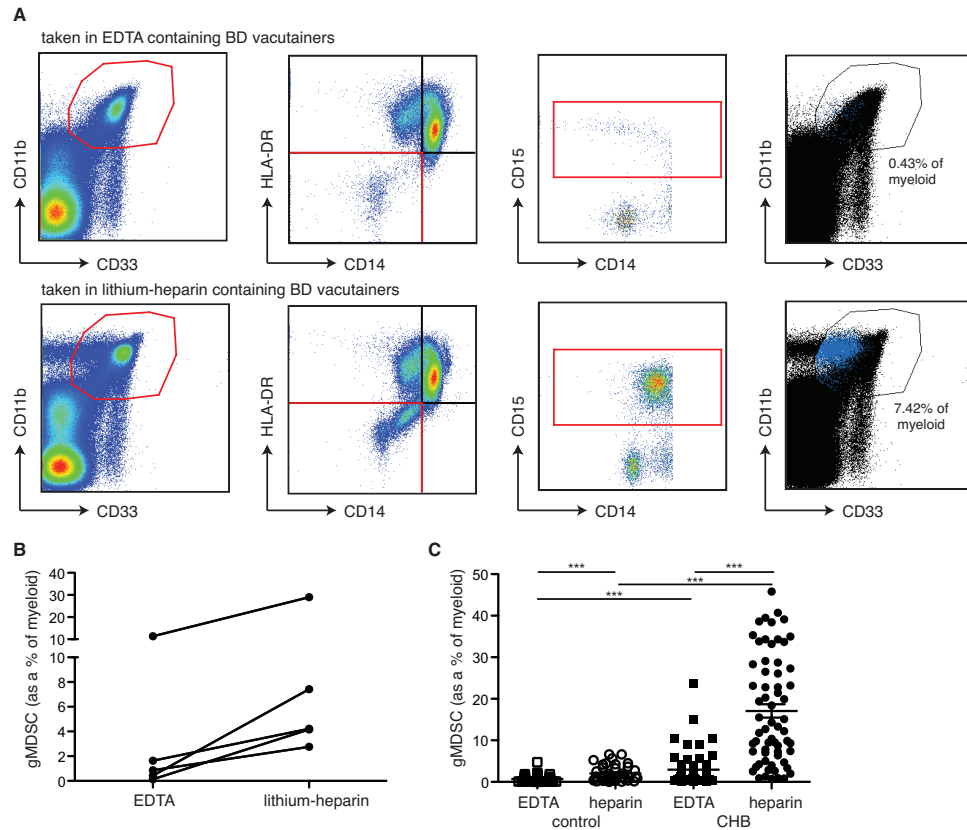 A
taken in EDTA containing BD vacutainers
CD11b
CD33
HLA-DR
CD14
CD15
CD14
CD11b
0.43% of
myeloid
CD33
taken in lithium-heparin containing BD vacutainers
CD11b
CD33
HLA-DR
CD14
CD15
CD14
CD11b
7.42% of
myeloid
CD33
B
gMDSC (as a % of myeloid)
40
30
20
10
8
6
4
2
0
EDTA
lithium-heparin
C
gMDSC (as a % of myeloid)
50
40
30
20
10
0
***
***
***
***
EDTA
heparin
EDTA
heparin
control
CHB